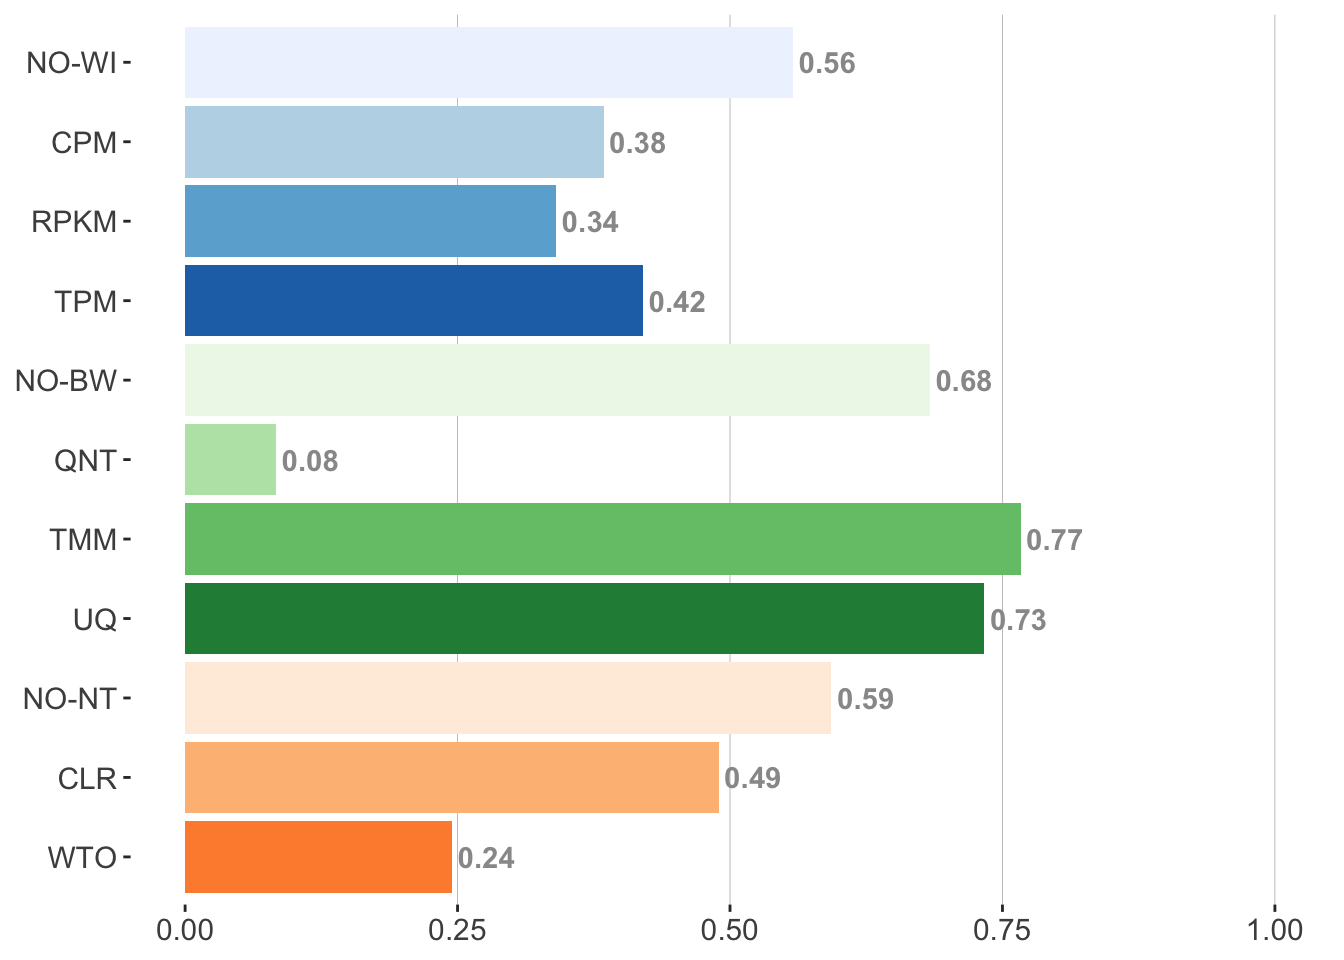 NO-WI 0.56
CPM 0.38
RPKM 0.34
TPM 0.42
NO-BW 0.68
QNT 0.08
TMM 0.77
UQ 0.73
NO-NT 0.59
CLR 0.49
WTO 0.24
0.00 0.25 0.50 0.75 1.00